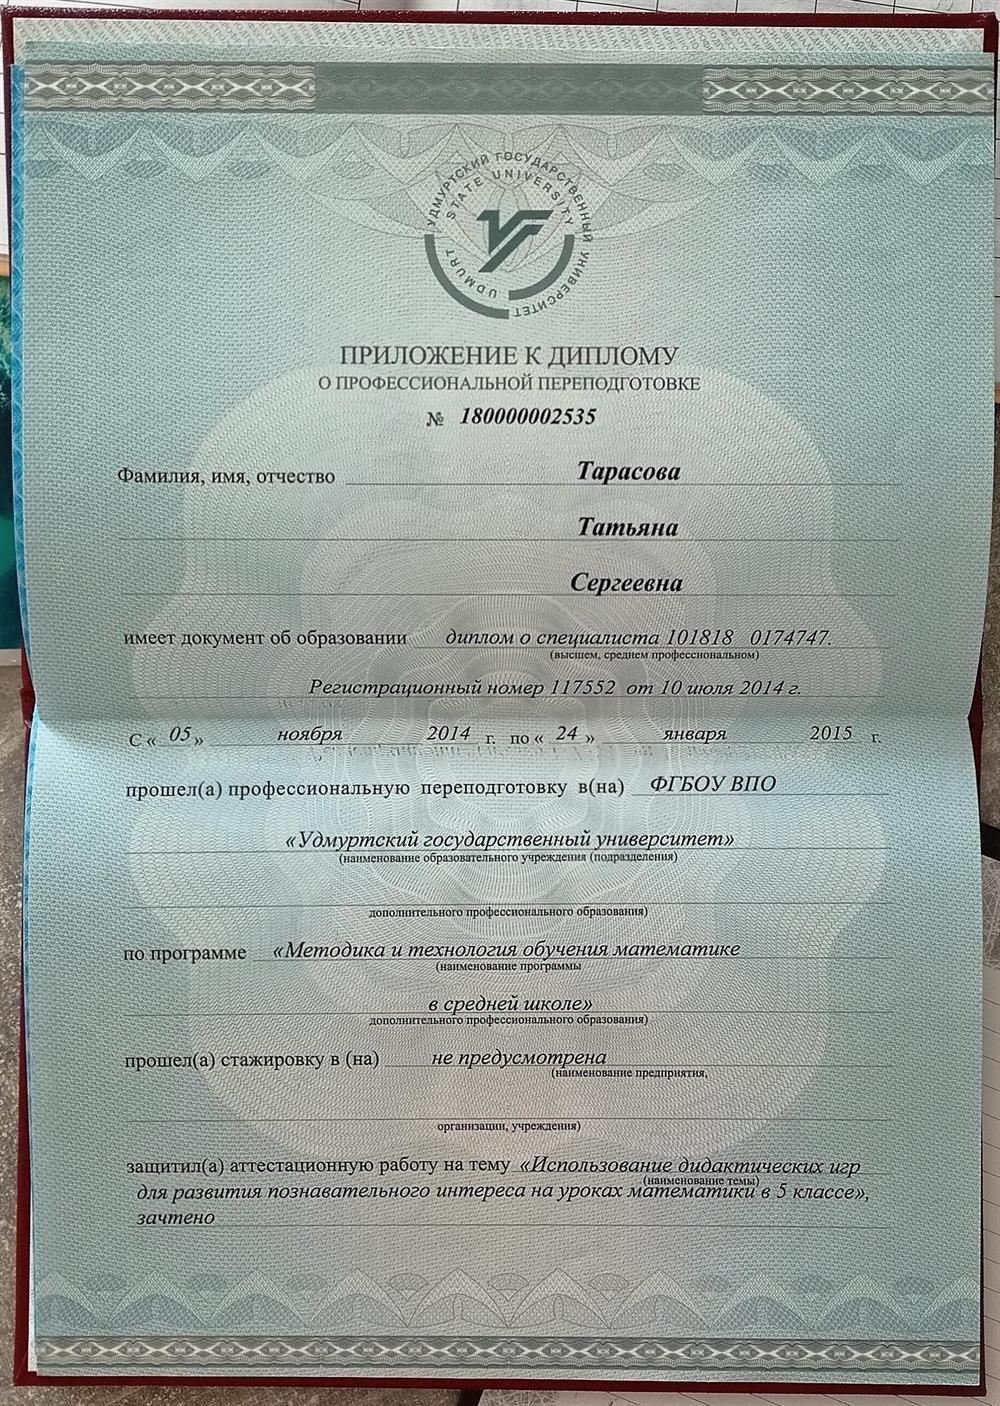 УДМУРТСКИЙ ГОСУДАРСТВЕННЫЙ УНИВЕРСИТЕТ
UDMURT STATE UNIVERSITY
ПРИЛОЖЕНИЕ К ДИПЛОМУ
О ПРОФЕССИОНАЛЬНОЙ ПЕРЕПОДГОТОВКЕ
№ 180000002535
Фамилия, имя, отчество Тарасова
Татьяна
Сергеевна
имеет документ об образовании диплом о специалиста 101818 0174747.
(высшем, среднем профессиональном)
Регистрационный номер 117552 от 10 июля 2014 г.
С « 05 » ноября 2014 г. по « 24 » января 2015 г.
прошел(а) профессиональную переподготовку в(на) ФГБОУ ВПО
«Удмуртский государственный университет»
(наименование образовательного учреждения (подразделения)
дополнительного профессионального образования)
по программе «Методика и технология обучения математике
(наименование программы
в средней школе»
дополнительного профессионального образования)
прошел(а) стажировку в (на) не предусмотрена
(наименование предприятия,
организации, учреждения)
защитил(а) аттестационную работу на тему «Использование дидактических игр
(наименование темы)
для развития познавательного интереса на уроках математики в 5 классе»,
зачтено